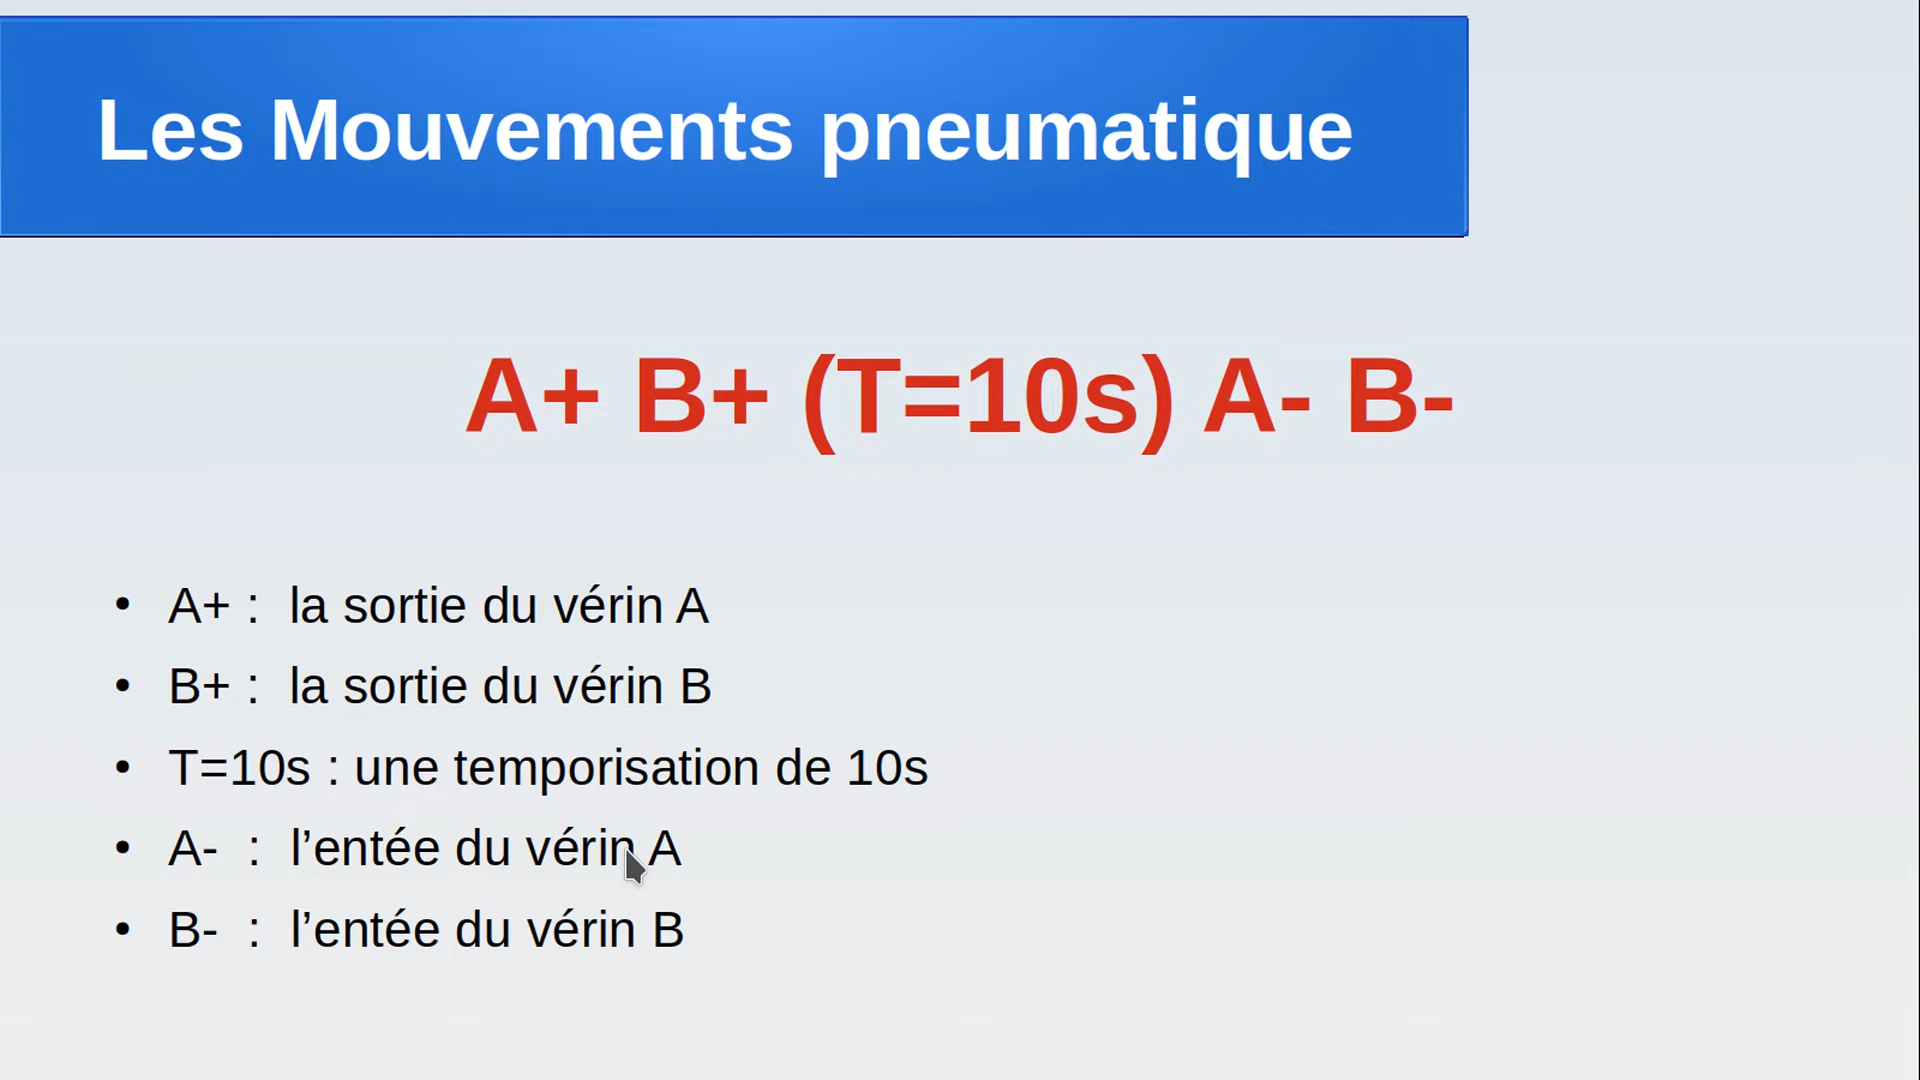 Les Mouvements pneumatique
A+ B+ (T=10s) A- B-
• A+ : la sortie du vérin A
• B+ : la sortie du vérin B
• T=10s : une temporisation de 10s
• A- : l’entée du vérin A
• B- : l’entée du vérin B